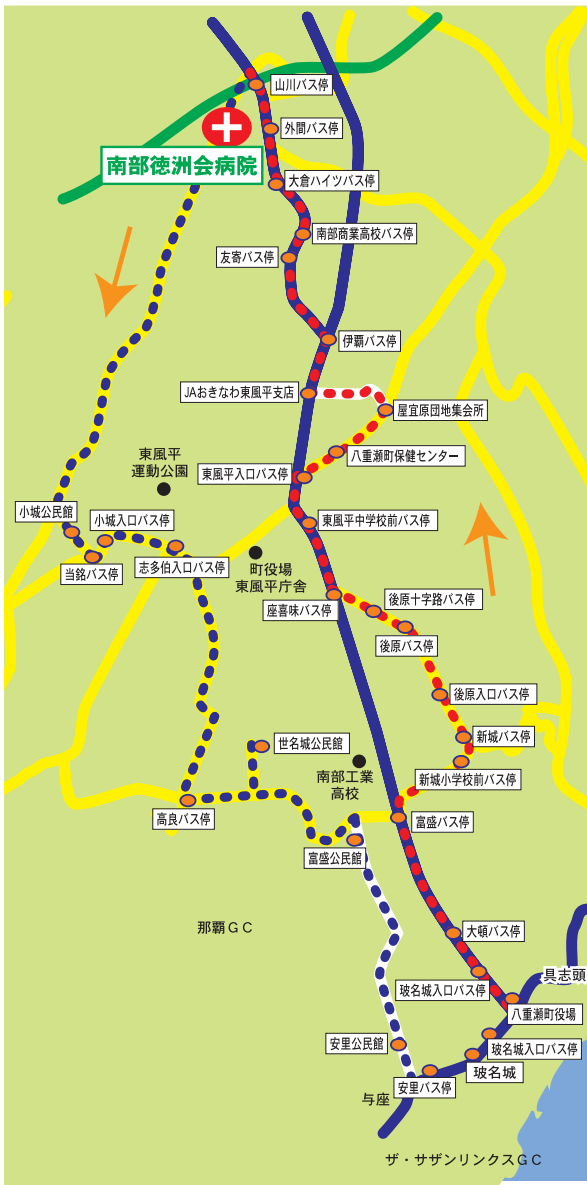 山川バス停
外間バス停
南部徳洲会病院
大倉ハイツバス停
南部商業高校バス停
友寄バス停
伊覇バス停
JAおきなわ東風平支店
屋宜原団地集会所
東風平
運動公園
八重瀬町保健センター
東風平入口バス停
小城公民館
小城入口バス停
東風平中学校前バス停
当銘バス停
志多伯入口バス停
町役場
東風平庁舎
座喜味バス停
後原十字路バス停
後原バス停
後原入口バス停
世名城公民館
新城バス停
南部工業
高校
新城小学校前バス停
高良バス停
富盛バス停
富盛公民館
那覇GC
大頓バス停
具志頭
玻名城入口バス停
八重瀬町役場
安里公民館
玻名城入口バス停
玻名城
安里バス停
与座
ザ・サザンリンクスGC